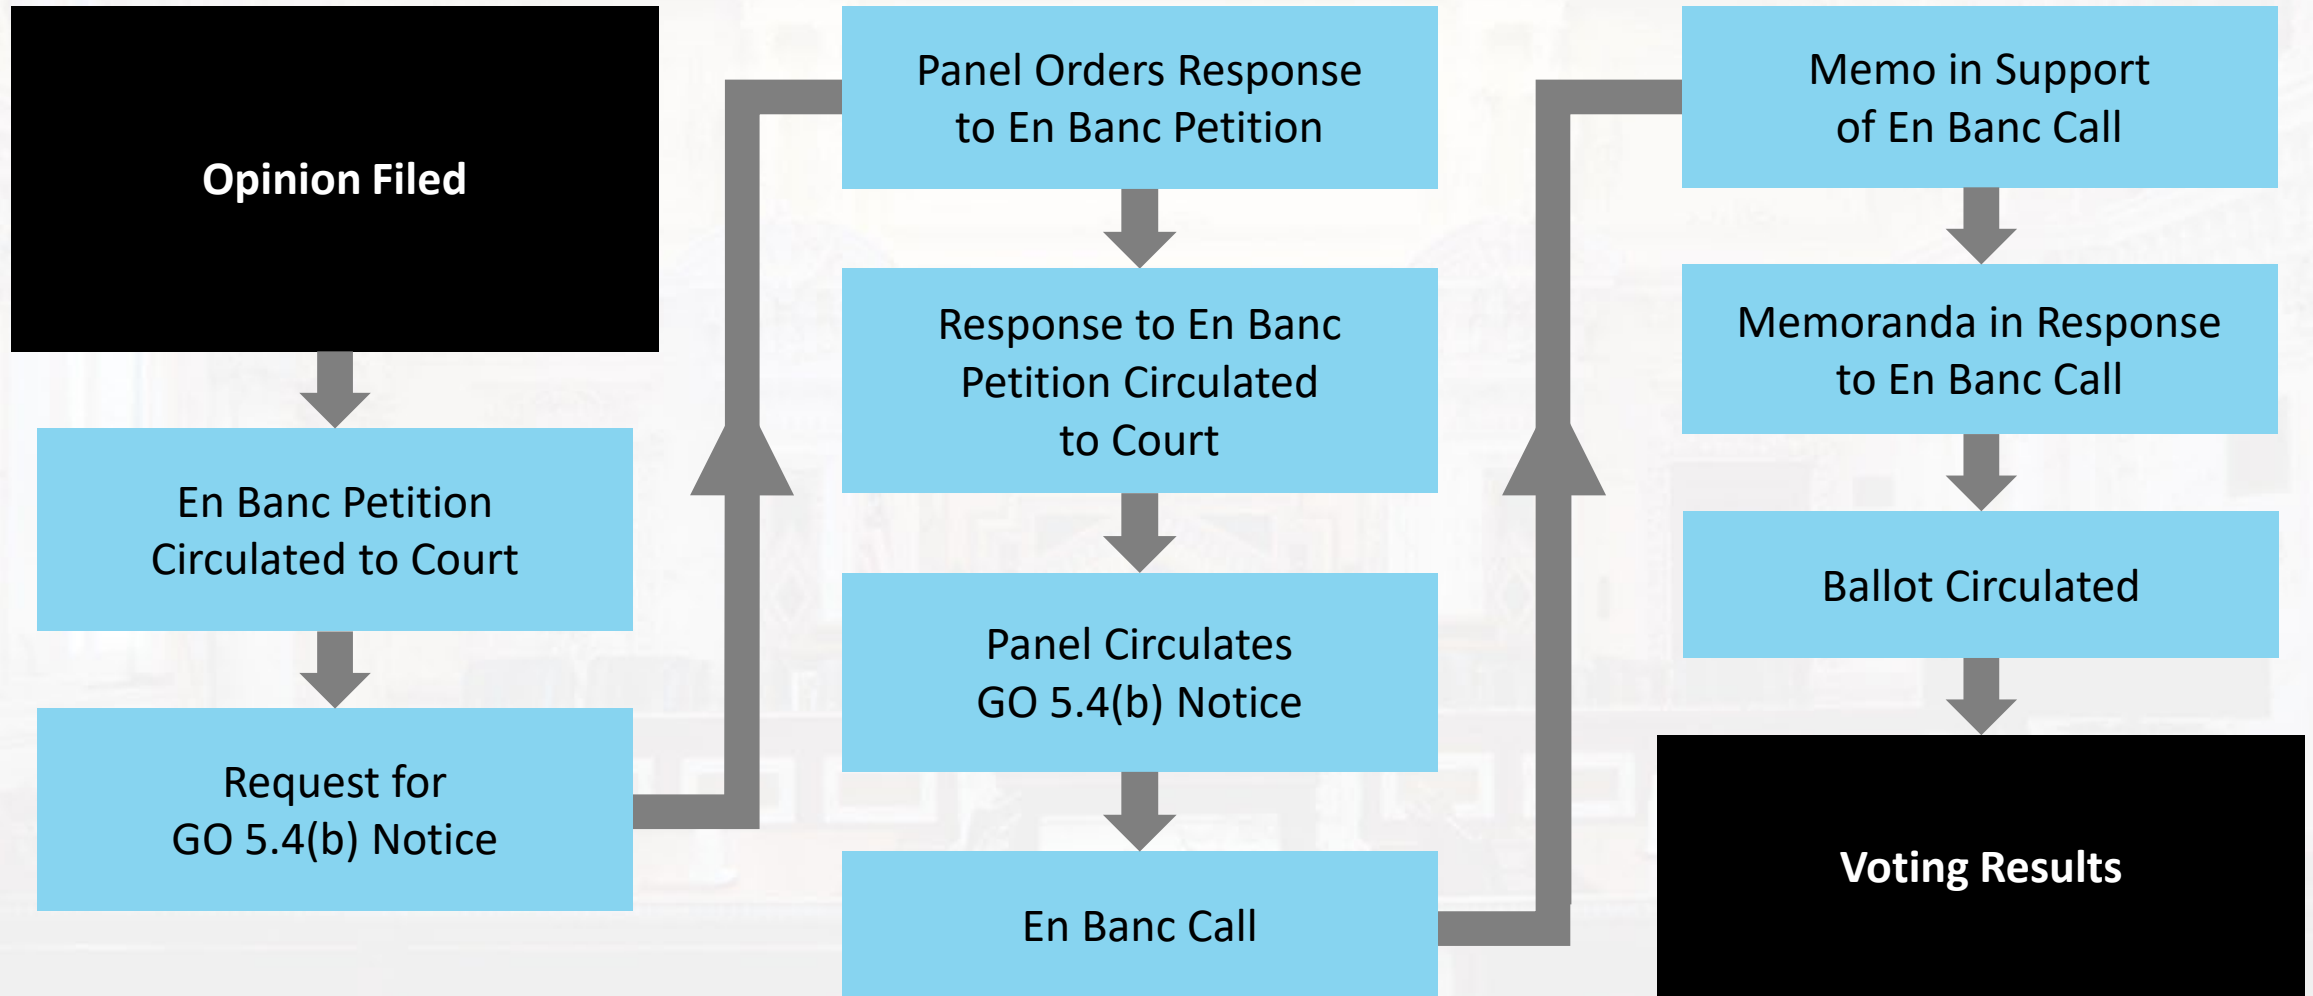 Opinion Filed
En Banc Petition
Circulated to Court
Request for
GO 5.4(b) Notice
Panel Orders Response
to En Banc Petition
Response to En Banc
Petition Circulated
to Court
Panel Circulates
GO 5.4(b) Notice
En Banc Call
Memo in Support
of En Banc Call
Memoranda in Response
to En Banc Call
Ballot Circulated
Voting Results